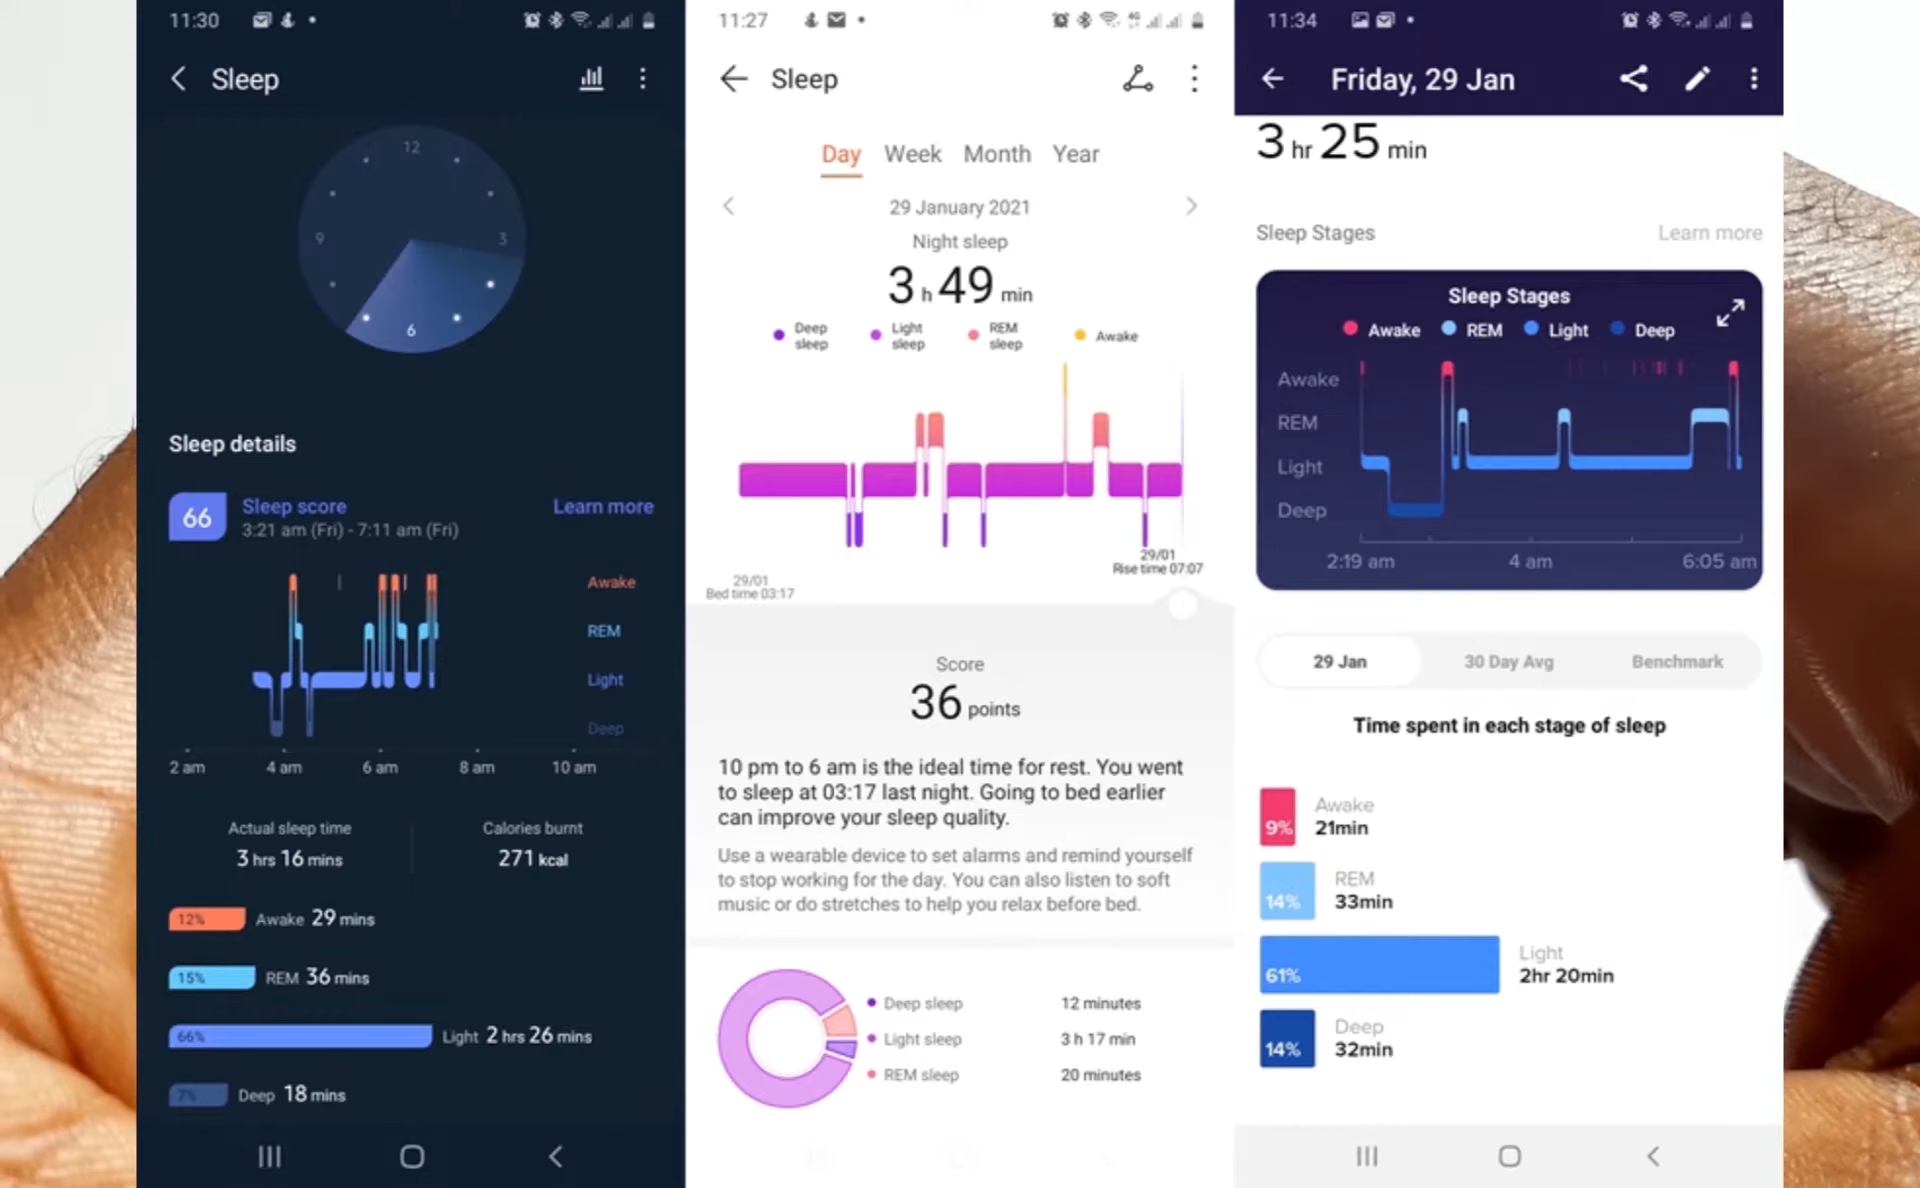 11:30
Sleep
12
9
3
6
Sleep details
66
Sleep score
Learn more
3:21 am (Fri) - 7:11 am (Fri)
Awake
REM
Light
Deep
2 am
4 am
6 am
8 am
10 am
Actual sleep time
Calories burnt
3 hrs 16 mins
271 kcal
12% Awake 29 mins
15% REM 36 mins
66% Light 2 hrs 26 mins
7% Deep 18 mins
11:27
Sleep
Day Week Month Year
29 January 2021
Night sleep
3 h 49 min
Deep sleep
Light sleep
REM sleep
Awake
29/01
Bed time 03:17
29/01
Rise time 07:07
Score
36 points
10 pm to 6 am is the ideal time for rest. You went
to sleep at 03:17 last night. Going to bed earlier
can improve your sleep quality.
Use a wearable device to set alarms and remind yourself
to stop working for the day. You can also listen to soft
music or do stretches to help you relax before bed.
Deep sleep 12 minutes
Light sleep 3 h 17 min
REM sleep 20 minutes
11:34
Friday, 29 Jan
3 hr 25 min
Sleep Stages
Learn more
Sleep Stages
Awake REM Light Deep
Awake
REM
Light
Deep
2:19 am
4 am
6:05 am
29 Jan
30 Day Avg
Benchmark
Time spent in each stage of sleep
Awake
9% 21min
REM
14% 33min
Light
61% 2hr 20min
Deep
14% 32min